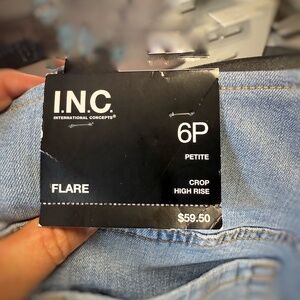 I.N.C.
INTERNATIONAL CONCEPTS®
6P
PETITE
FLARE
CROP
HIGH RISE
$59.50